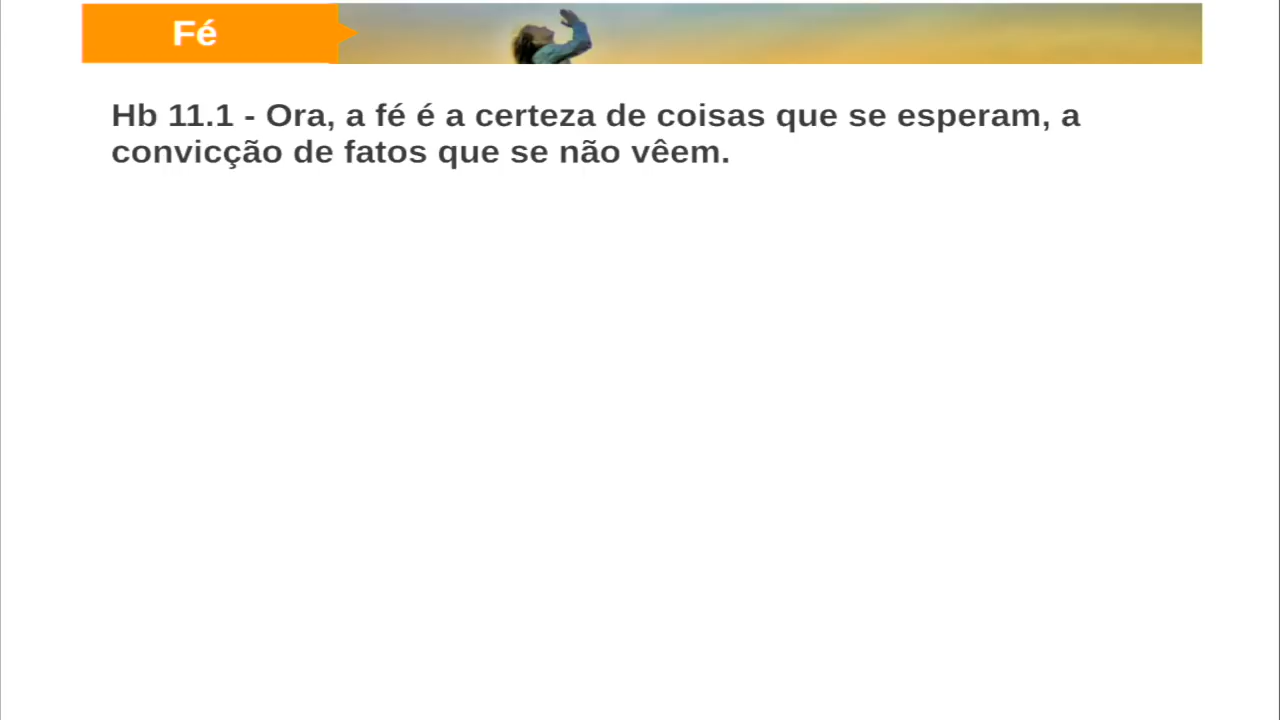 Fé
Hb 11.1 - Ora, a fé é a certeza de coisas que se esperam, a
convicção de fatos que se não vêem.